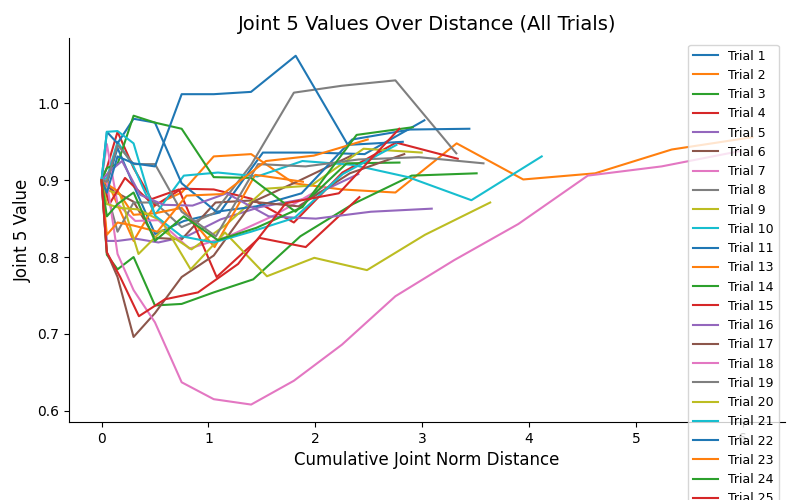 Joint 5 Values Over Distance (All Trials)
Joint 5 Value
1.0
0.9
0.8
0.7
0.6
0
1
2
3
4
5
Cumulative Joint Norm Distance
Trial 1
Trial 2
Trial 3
Trial 4
Trial 5
Trial 6
Trial 7
Trial 8
Trial 9
Trial 10
Trial 11
Trial 13
Trial 14
Trial 15
Trial 16
Trial 17
Trial 18
Trial 19
Trial 20
Trial 21
Trial 22
Trial 23
Trial 24
Trial 25